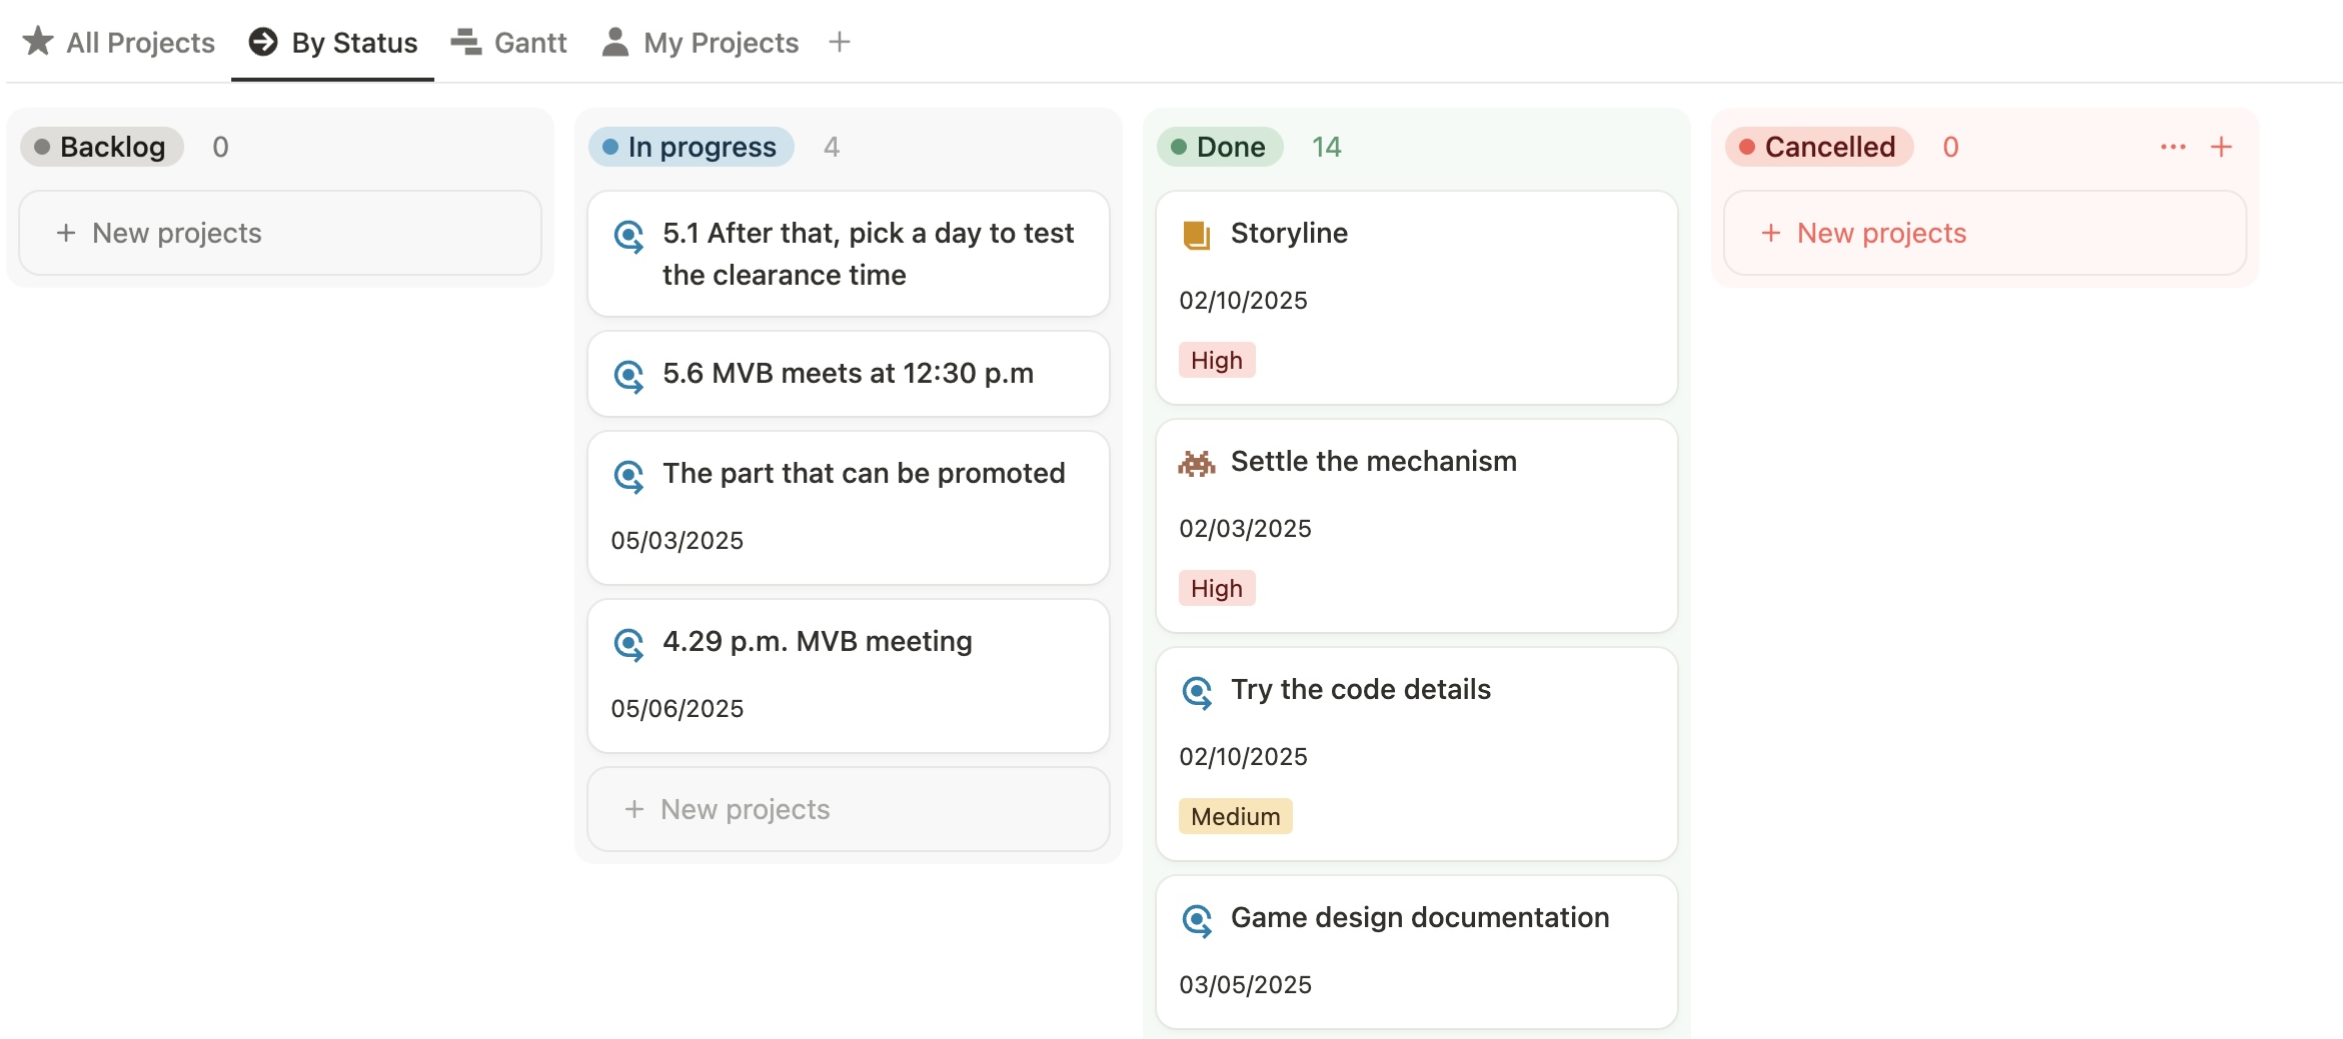 All Projects By Status Gantt My Projects +
Backlog 0
+ New projects
In progress 4
5.1 After that, pick a day to test
the clearance time
5.6 MVB meets at 12:30 p.m
The part that can be promoted
05/03/2025
4.29 p.m. MVB meeting
05/06/2025
+ New projects
Done 14
Storyline
02/10/2025
High
Settle the mechanism
02/03/2025
High
Try the code details
02/10/2025
Medium
Game design documentation
03/05/2025
Cancelled 0 ... +
+ New projects